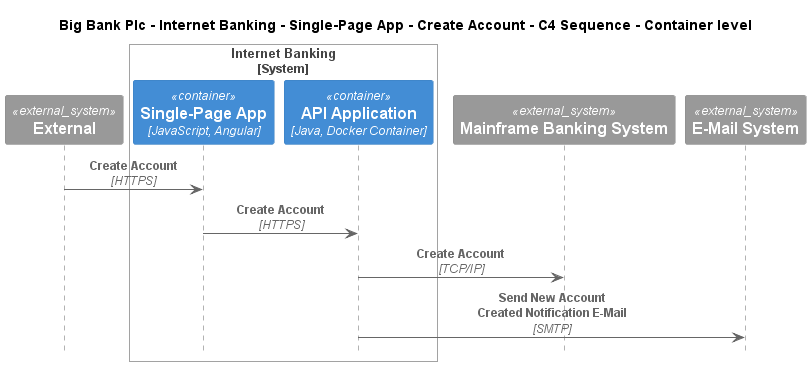 Big Bank Plc - Internet Banking - Single-Page App - Create Account - C4 Sequence - Container level
Internet Banking
[System]
«external_system»
External
«container»
Single-Page App
[JavaScript, Angular]
«container»
API Application
[Java, Docker Container]
«external_system»
Mainframe Banking System
«external_system»
E-Mail System
Create Account
[HTTPS]
Create Account
[HTTPS]
Create Account
[TCP/IP]
Send New Account
Created Notification E-Mail
[SMTP]